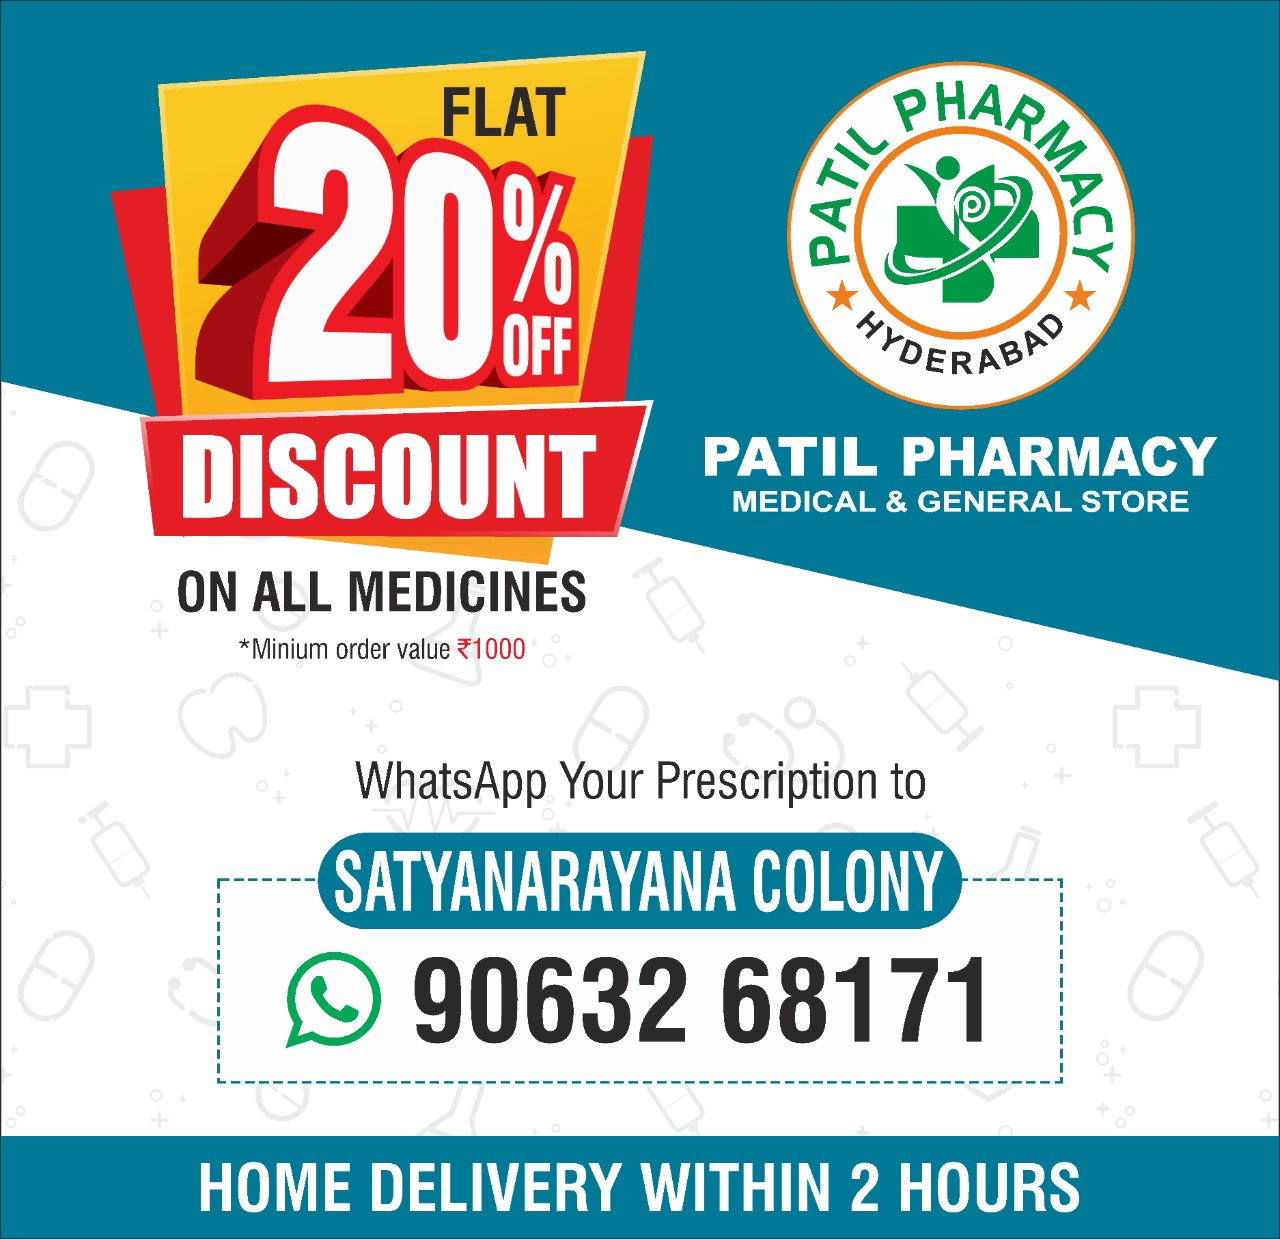 FLAT
20%
OFF
DISCOUNT
ON ALL MEDICINES
*Minium order value ₹1000
PATIL PHARMACY
HYDERABAD
PATIL PHARMACY
MEDICAL & GENERAL STORE
WhatsApp Your Prescription to
SATYANARAYANA COLONY
90632 68171
HOME DELIVERY WITHIN 2 HOURS